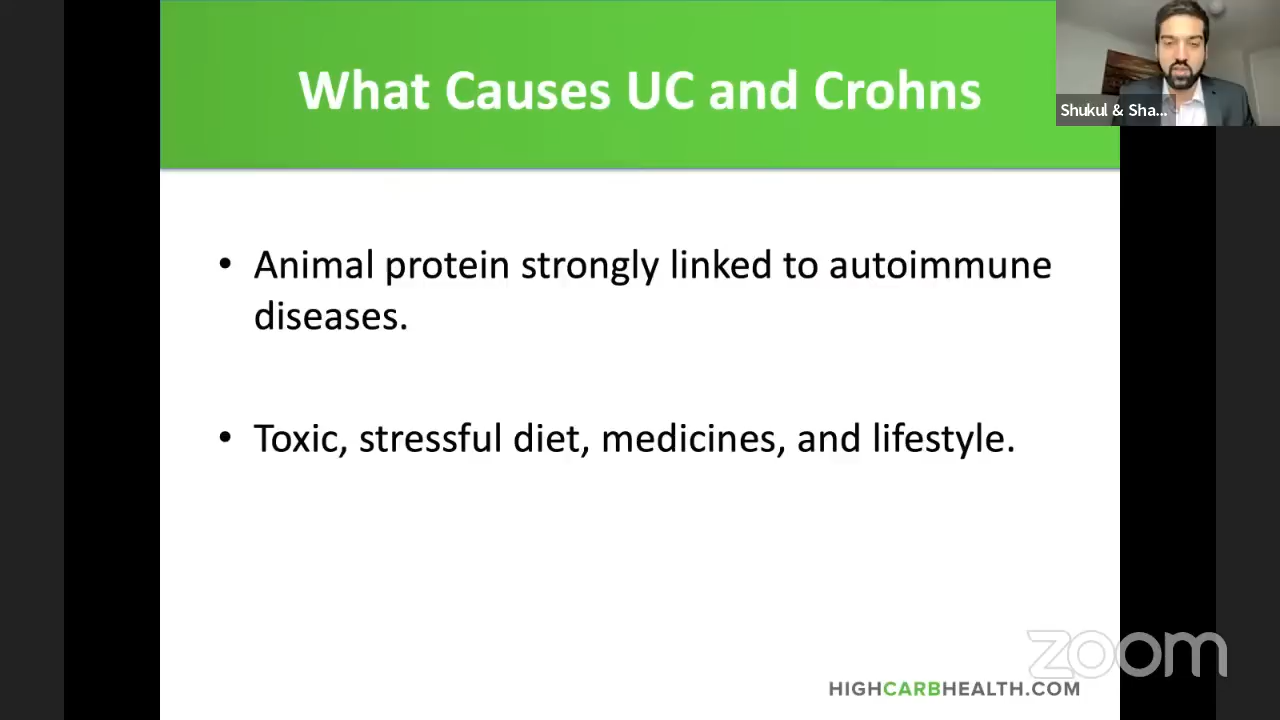 What Causes UC and Crohns
Shukul & Sha...
• Animal protein strongly linked to autoimmune
diseases.
• Toxic, stressful diet, medicines, and lifestyle.
zoom
HIGHCARBHEALTH.COM